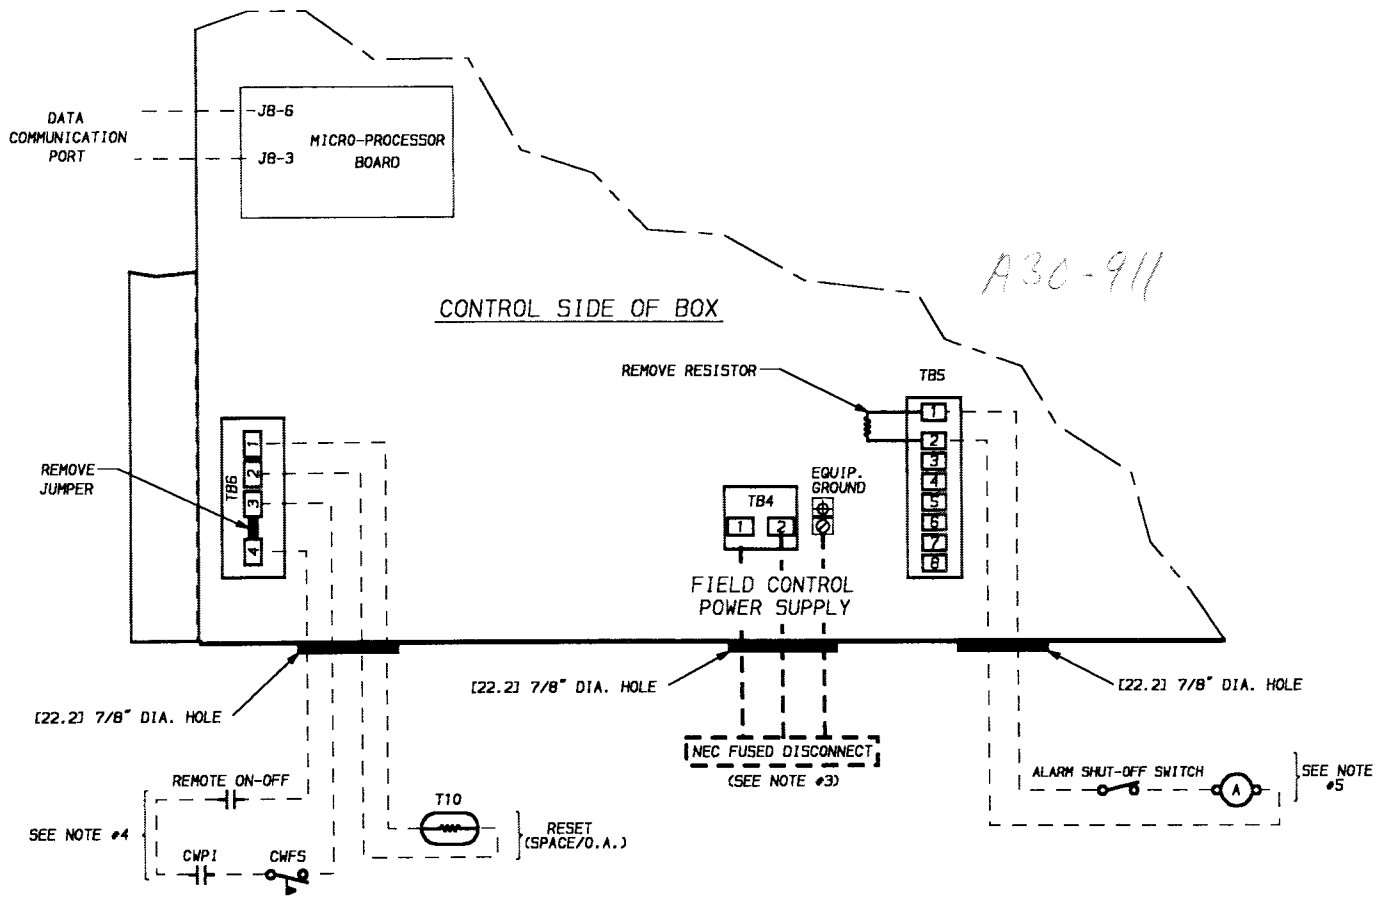 J8-6
DATA
COMMUNICATION
PORT
MICRO-PROCESSOR
BOARD
J8-3
A30-911
CONTROL SIDE OF BOX
REMOVE RESISTOR
TB5
1
2
3
4
5
6
7
8
REMOVE
JUMPER
TB6
1
2
3
4
EQUIP.
GROUND
TB4
1
2
FIELD CONTROL
POWER SUPPLY
[22.2] 7/8" DIA. HOLE
[22.2] 7/8" DIA. HOLE
[22.2] 7/8" DIA. HOLE
NEC FUSED DISCONNECT
(SEE NOTE #3)
REMOTE ON-OFF
SEE NOTE #4
CWPI
CWFS
T10
RESET
(SPACE/O.A.)
ALARM SHUT-OFF SWITCH
A
SEE NOTE
#5